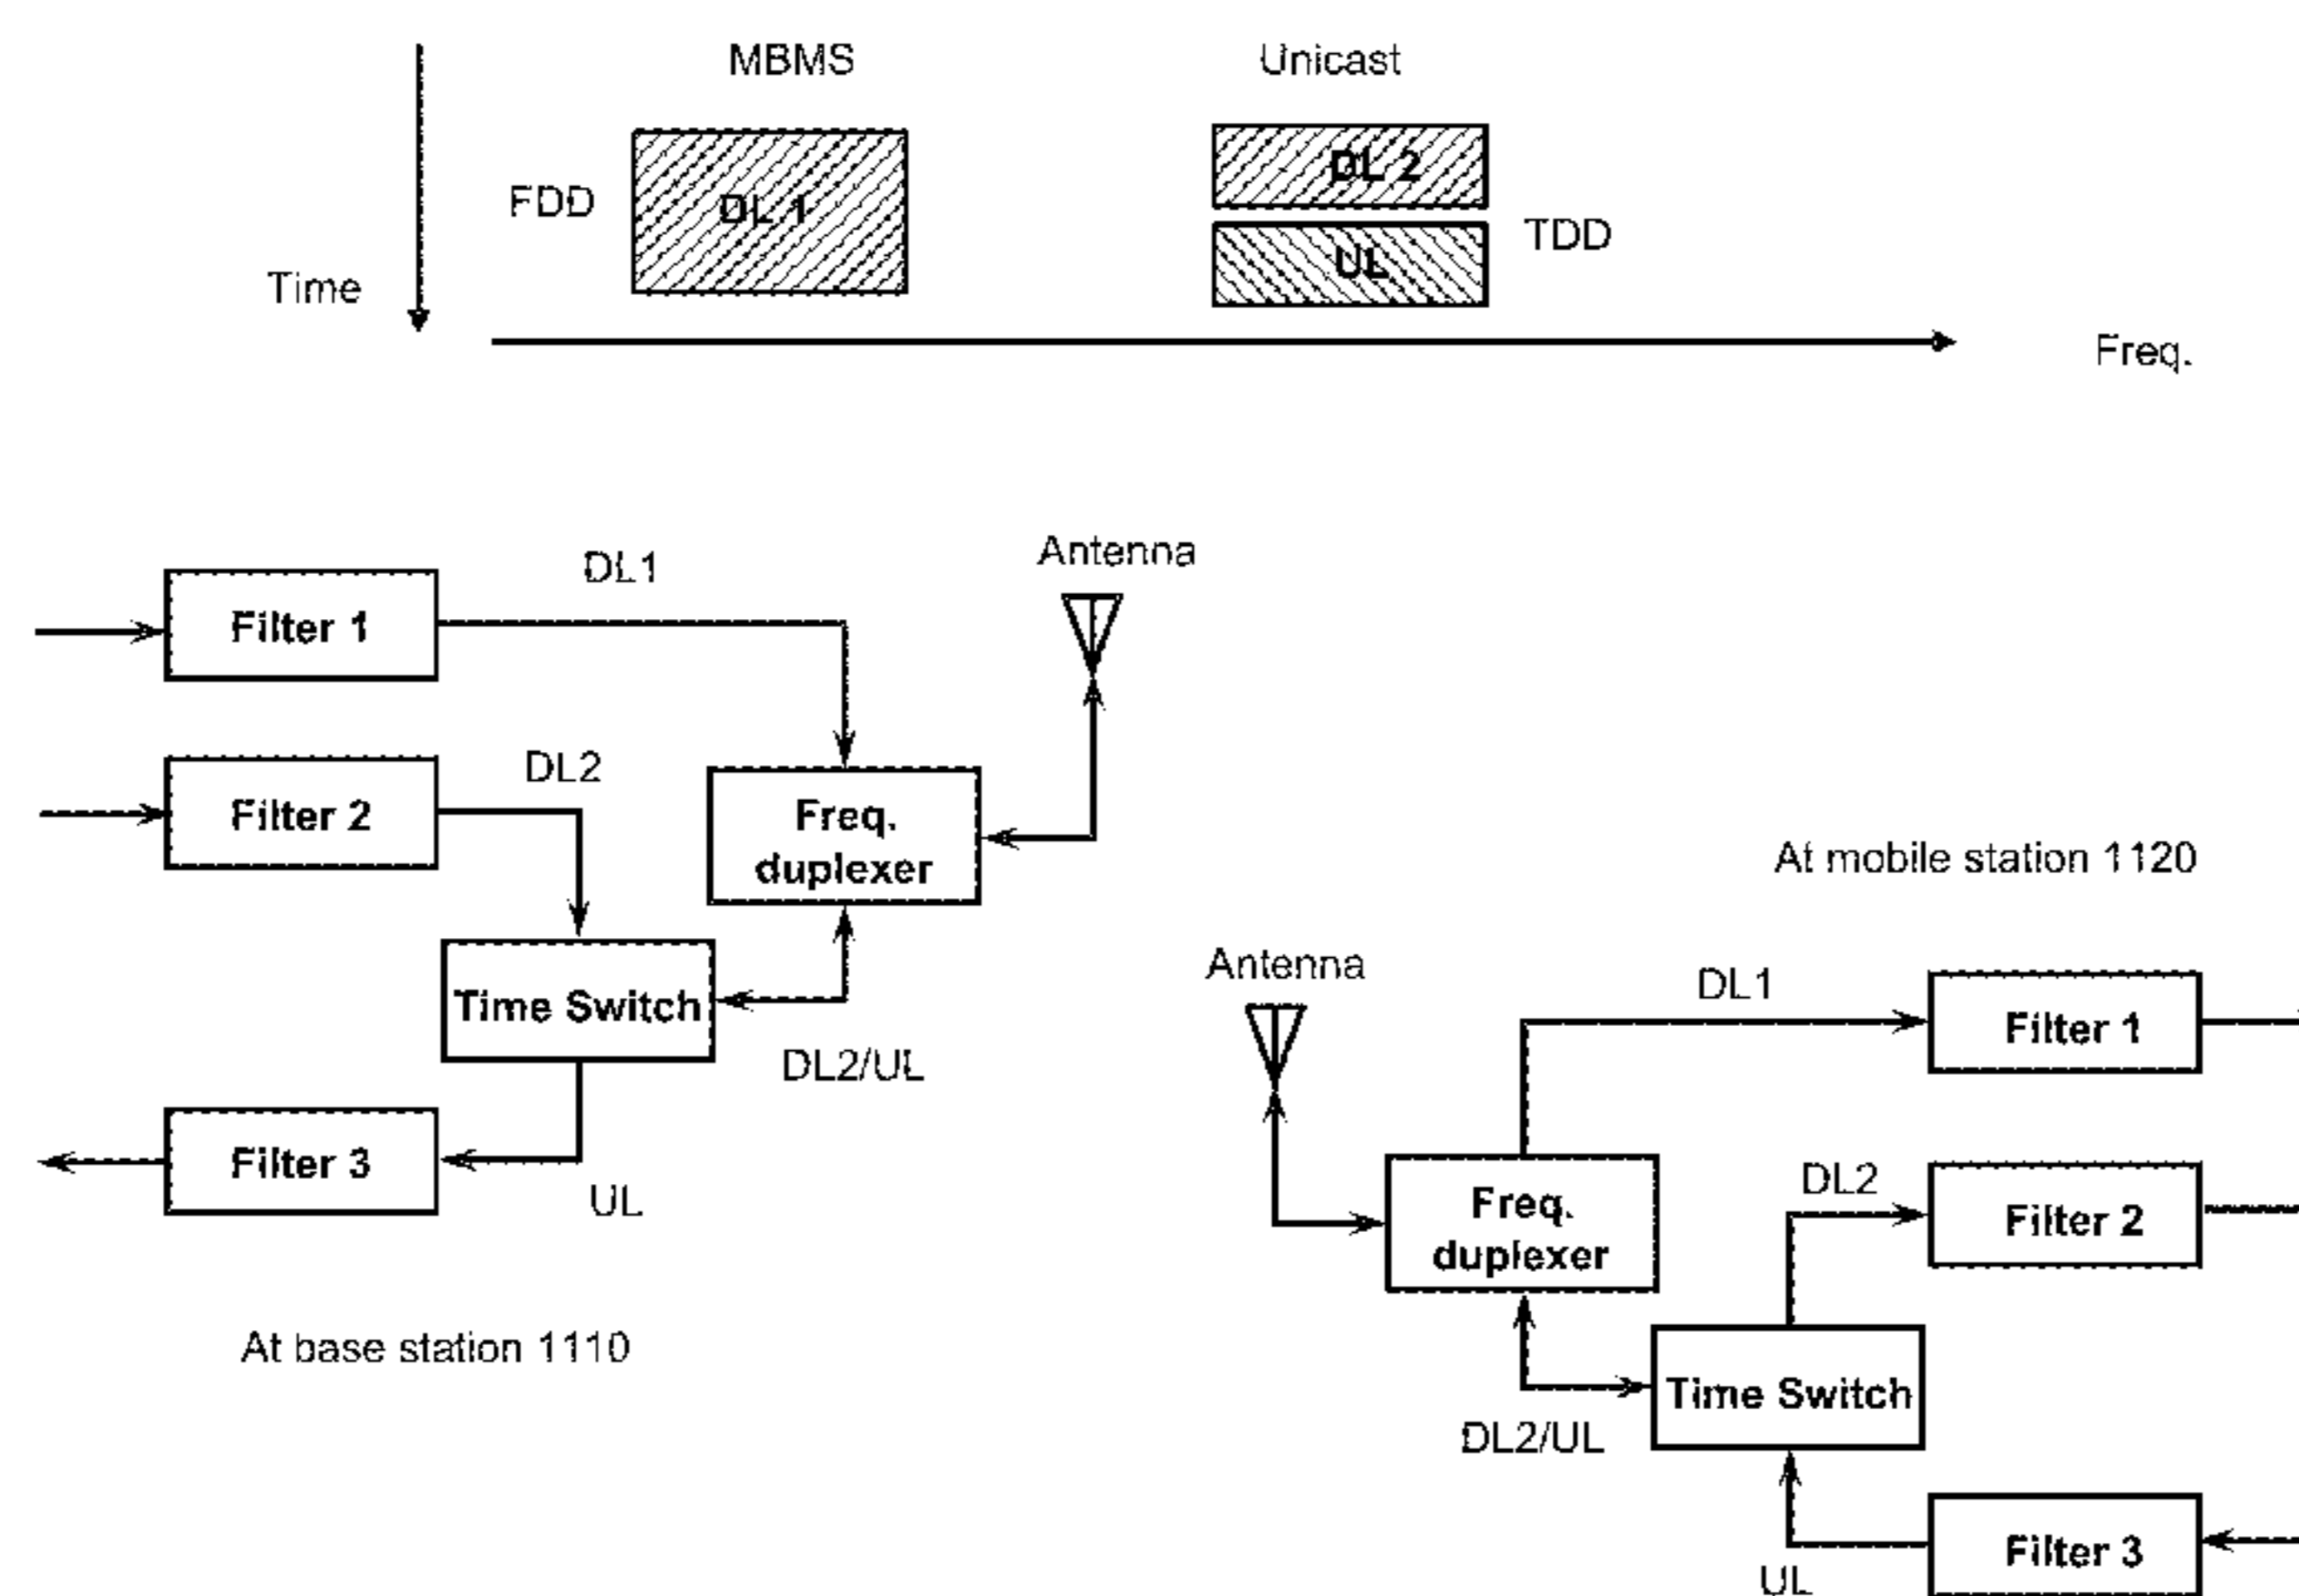 MBMS
Unicast
FDD
DL 1
DL 2
UL
TDD
Time
Freq.
DL1
Antenna
Filter 1
DL2
Filter 2
Freq.
duplexer
Time Switch
DL2/UL
Filter 3
UL
At base station 1110
At mobile station 1120
Antenna
DL1
Filter 1
DL2
Filter 2
Freq.
duplexer
Time Switch
DL2/UL
Filter 3
UL